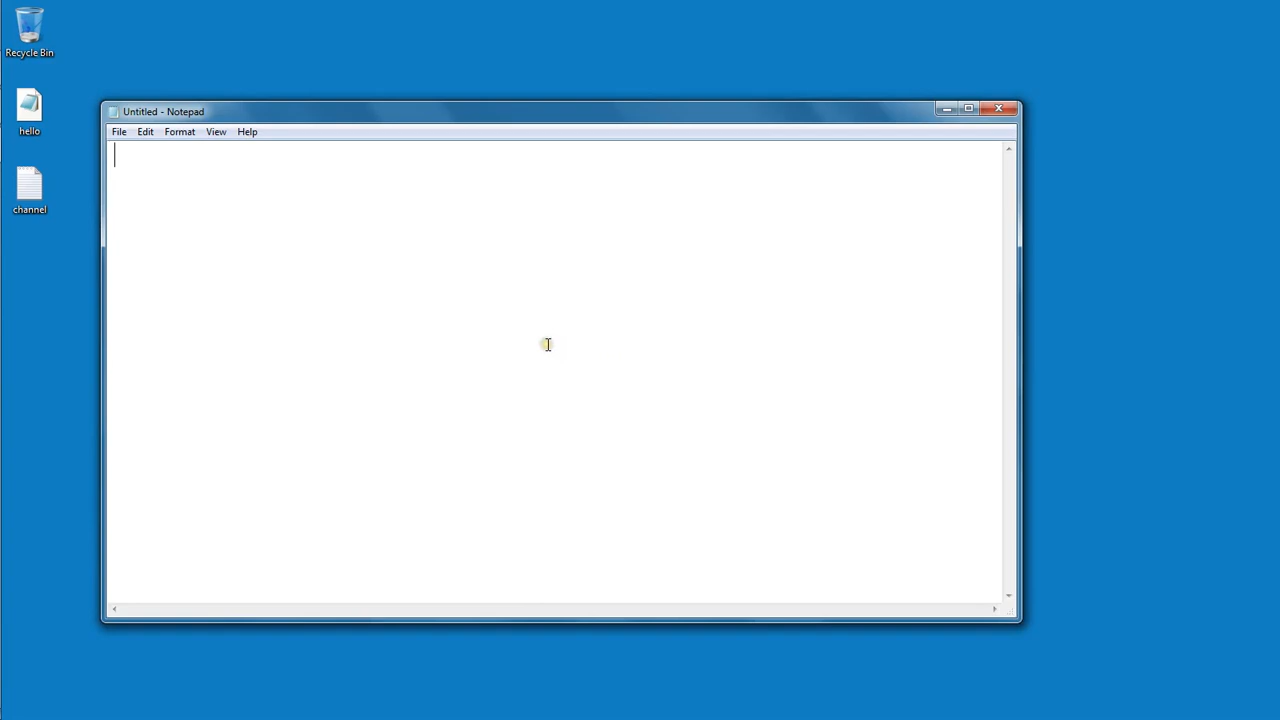 Recycle Bin
hello
channel
Untitled - Notepad
File Edit Format View Help